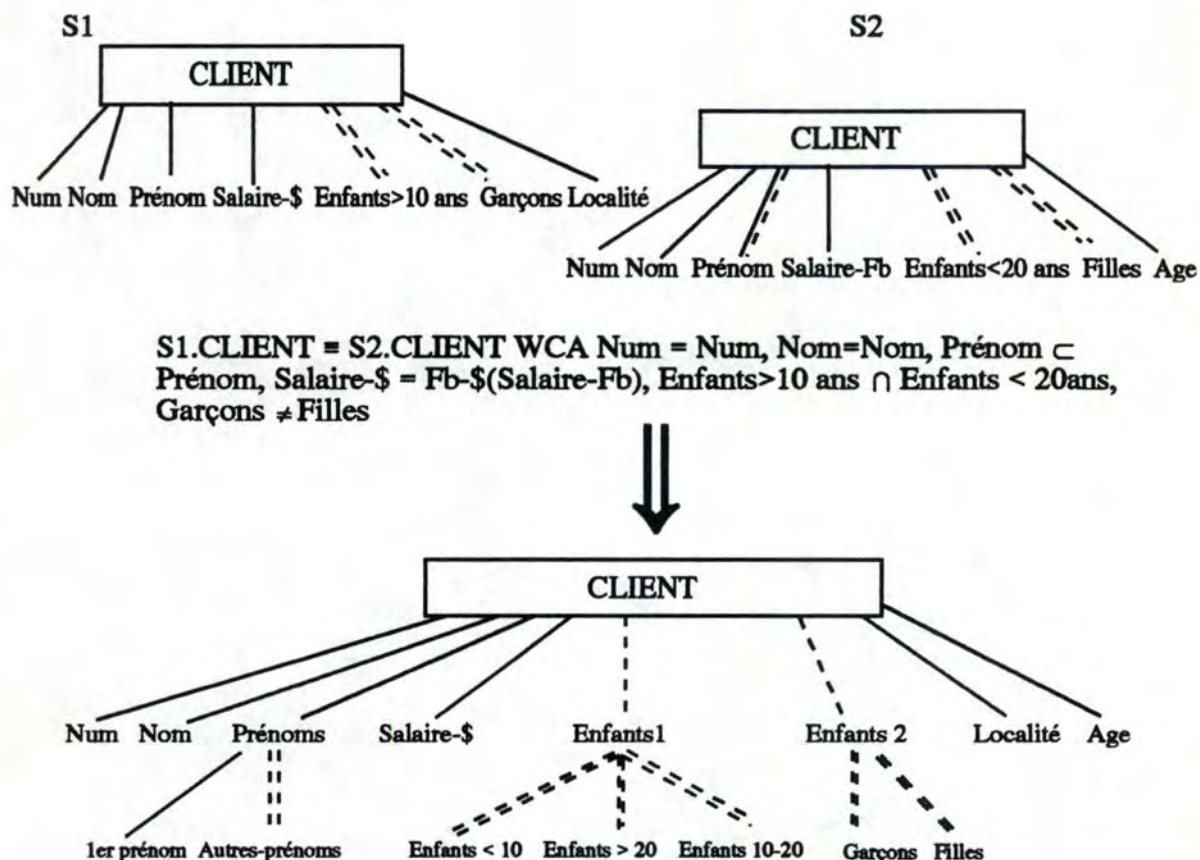 S1
S2
CLIENT
CLIENT
Num Nom Prénom Salaire-$ Enfants>10 ans Garçons Localité
Num Nom Prénom Salaire-Fb Enfants<20 ans Filles Age
S1.CLIENT ≡ S2.CLIENT WCA Num = Num, Nom=Nom, Prénom ⊂
Prénom, Salaire-$ = Fb-$(Salaire-Fb), Enfants>10 ans ∩ Enfants < 20ans,
Garçons ≠ Filles
CLIENT
Num Nom Prénoms Salaire-$ Enfants1 Enfants 2 Localité Age
1er prénom Autres-prénoms Enfants < 10 Enfants > 20 Enfants 10-20 Garçons Filles